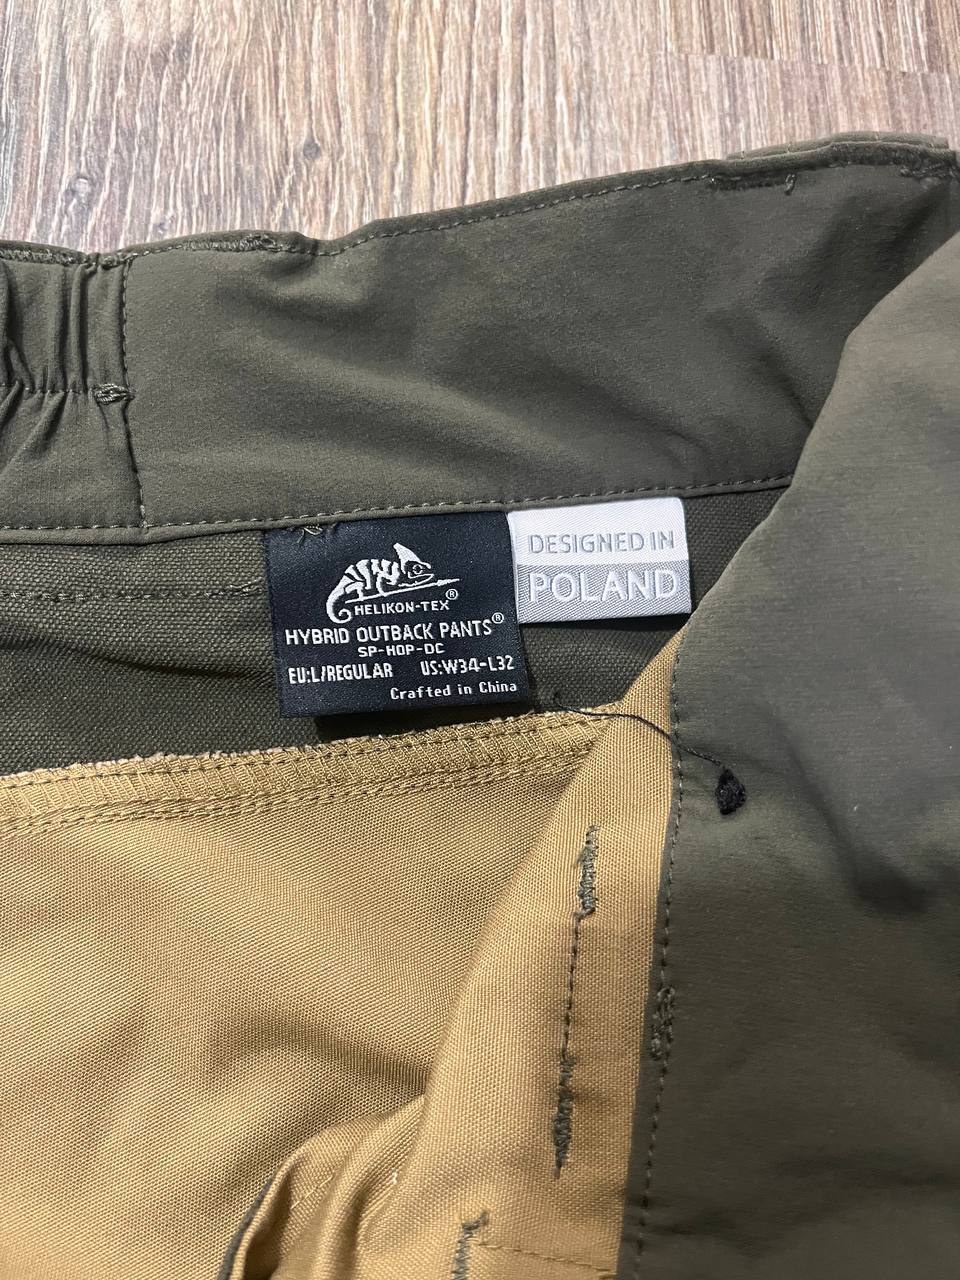 HELIKON-TEX®
HYBRID OUTBACK PANTS®
SP-HOP-DC
EU:L/REGULAR US:W34-L32
Crafted in China
DESIGNED IN
POLAND